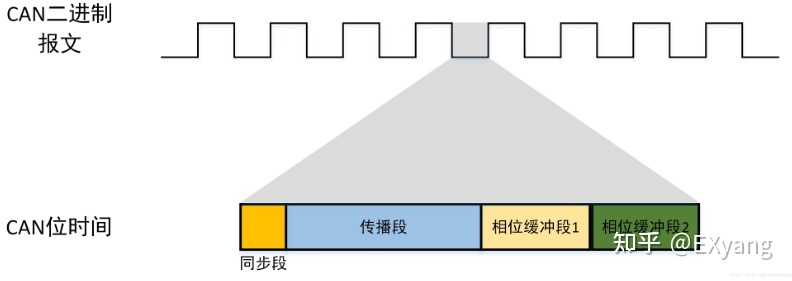 CAN二进制
报文
CAN位时间
传播段
相位缓冲段1
相位缓冲段2
同步段
知乎 @EXyang